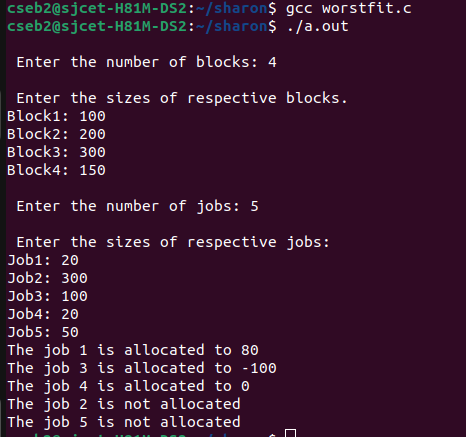 cseb2@sjcet-H81M-DS2:~/sharon$ gcc worstfit.c
cseb2@sjcet-H81M-DS2:~/sharon$ ./a.out
Enter the number of blocks: 4
Enter the sizes of respective blocks.
Block1: 100
Block2: 200
Block3: 300
Block4: 150
Enter the number of jobs: 5
Enter the sizes of respective jobs:
Job1: 20
Job2: 300
Job3: 100
Job4: 20
Job5: 50
The job 1 is allocated to 80
The job 3 is allocated to -100
The job 4 is allocated to 0
The job 2 is not allocated
The job 5 is not allocated